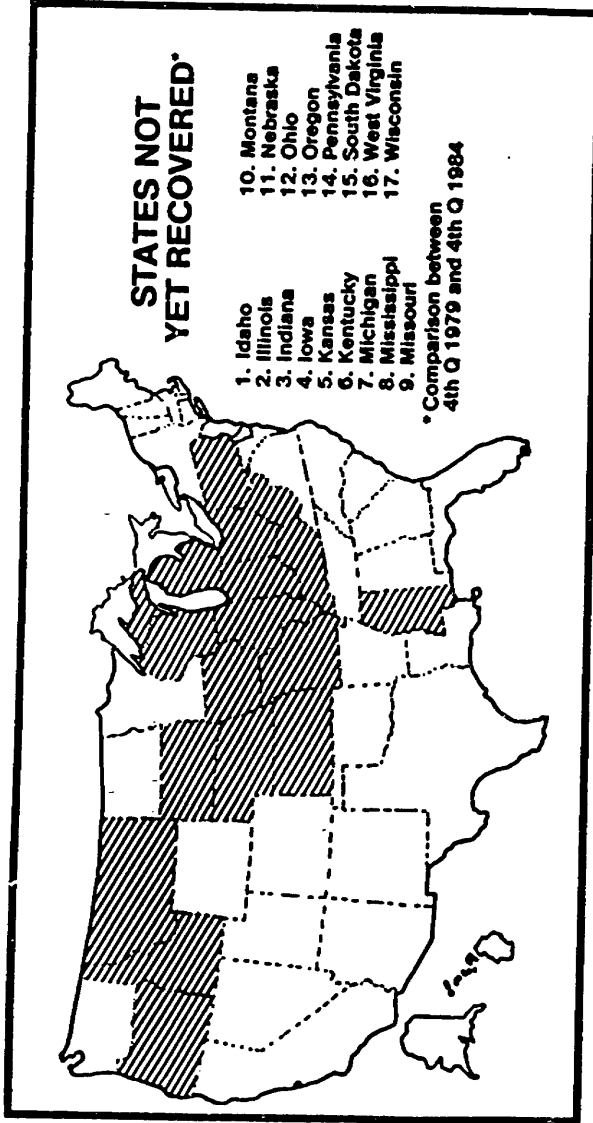 STATES NOT
YET RECOVERED*
1. Idaho
2. Illinois
3. Indiana
4. Iowa
5. Kansas
6. Kentucky
7. Michigan
8. Mississippi
9. Missouri
10. Montana
11. Nebraska
12. Ohio
13. Oregon
14. Pennsylvania
15. South Dakota
16. West Virginia
17. Wisconsin
*Comparison between
4th Q 1979 and 4th Q 1984